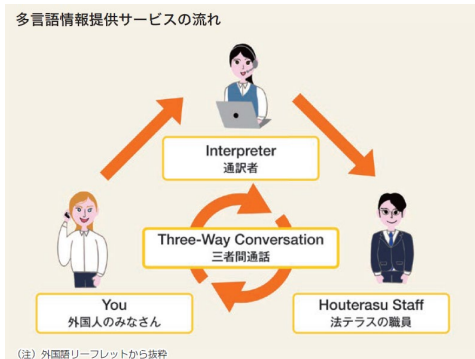 多言語情報提供サービスの流れ
Interpreter
通訳者
Three-Way Conversation
三者間通話
You
外国人のみなさん
Houterasu Staff
法テラスの職員
(注) 外国語リーフレットから抜粋